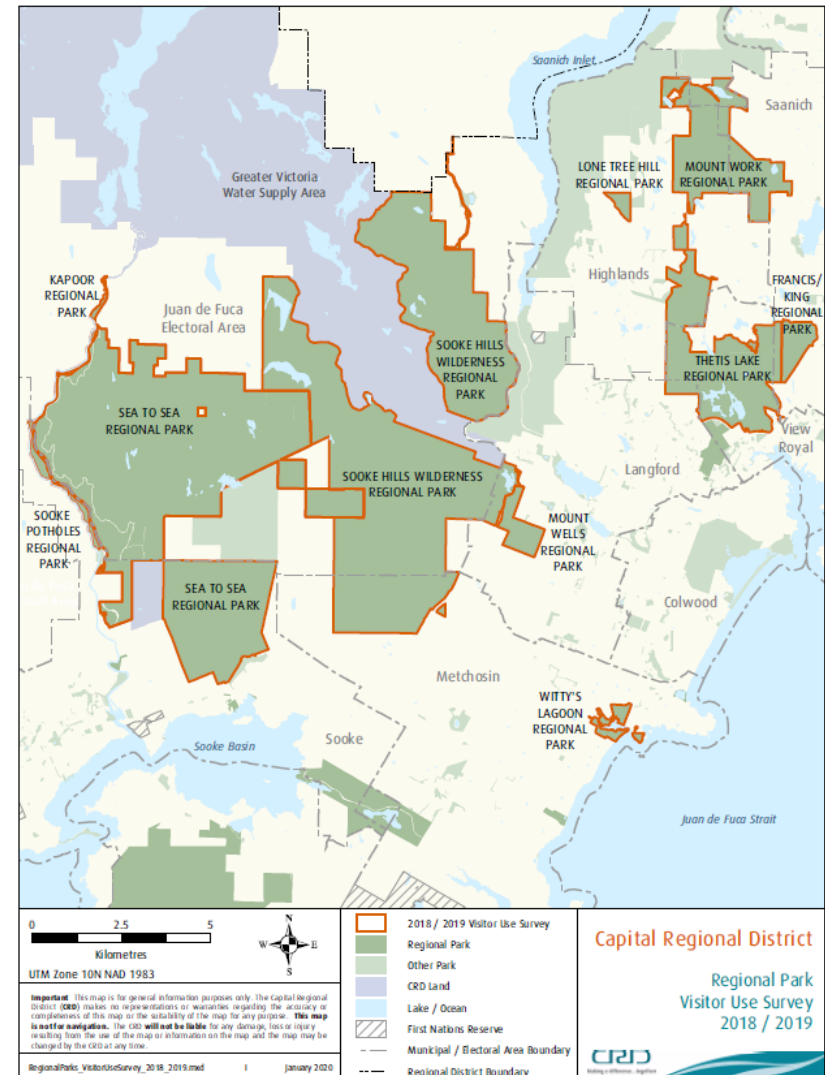 Saanich Inlet
Saanich
LONE TREE HILL
REGIONAL PARK
MOUNT WORK
REGIONAL PARK
Greater Victoria
Water Supply Area
Highlands
KAPOOR
REGIONAL
PARK
Juan de Fuca
Electoral Area
FRANCIS/
KING
REGIONAL
PARK
SOOKE HILLS
WILDERNESS
REGIONAL
PARK
THETIS LAKE
REGIONAL PARK
SEA TO SEA
REGIONAL PARK
View
Royal
Langford
SOOKE HILLS WILDERNESS
REGIONAL PARK
SOOKE
POTHOLES
REGIONAL
PARK
MOUNT
WELLS
REGIONAL
PARK
SEA TO SEA
REGIONAL PARK
Colwood
Metchosin
WITTY'S
LAGOON
REGIONAL
PARK
Sooke Basin
Sooke
Juan de Fuca Strait
0 2.5 5
Kilometres
UTM Zone 10N NAD 1983
N
W E
S
Important This map is for general information purposes only. The Capital Regional
District (CRD) makes no representations or warranties regarding the accuracy or
completeness of this map or the suitability of the map for any purpose. This map
is not for navigation. The CRD will not be liable for any damage, loss or injury
resulting from the use of the map or information on the map and the map may be
changed by the CRD at any time.
RegionalParks_VisitorUseSurvey_2018_2019.mxd | January 2020
2018 / 2019 Visitor Use Survey
Regional Park
Other Park
CRD Land
Lake / Ocean
First Nations Reserve
Municipal / Electoral Area Boundary
Regional District Boundary
Capital Regional District
Regional Park
Visitor Use Survey
2018 / 2019
CRD
Making a difference...together